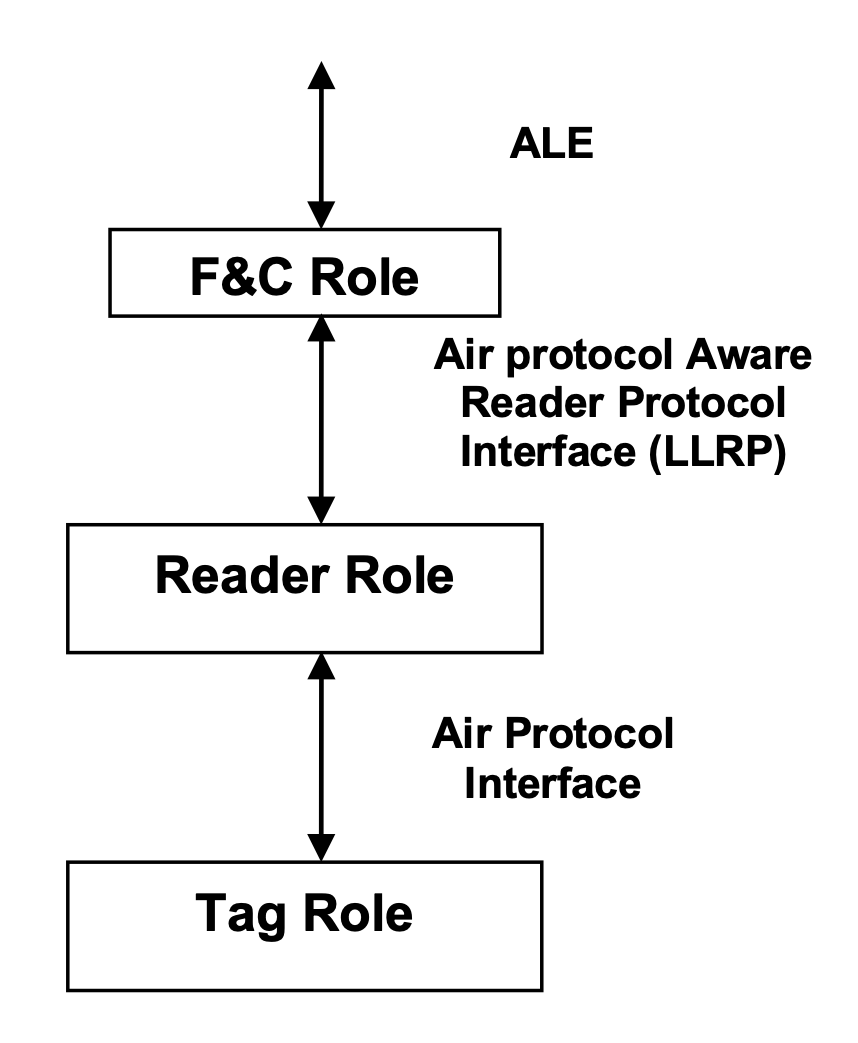 ALE
F&C Role
Air protocol Aware
Reader Protocol
Interface (LLRP)
Reader Role
Air Protocol
Interface
Tag Role